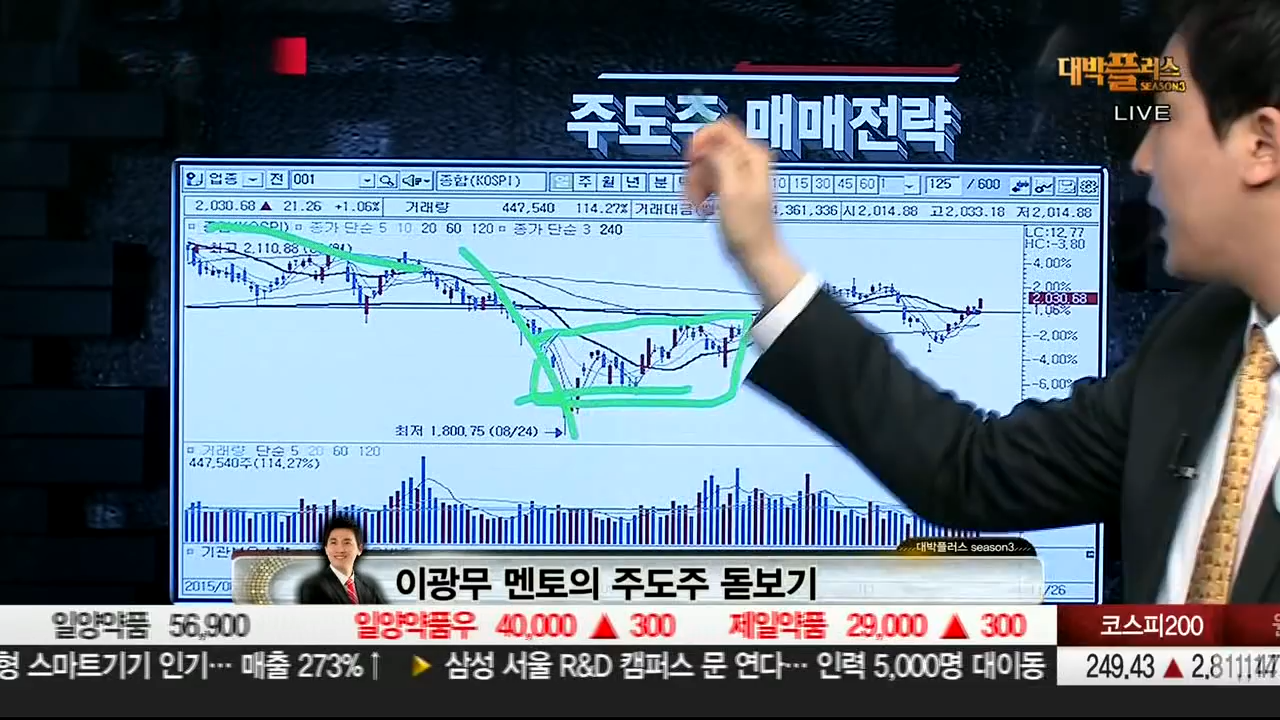 대박플러스
SEASON3
LIVE
주도주 매매전략
업종 전 001 종합(KOSPI) 주 월 년 분 10 15 30 45 60 1 125 / 600
2,030.68 ▲ 21.26 +1.06% 거래량 447,540 114.27% 거래대금 361,336 시 2,014.88 고 2,033.18 저 2,014.88
종가 단순 5 10 20 60 120 종가 단순 3 240
LC:12.77
HC:-3.80
최고 2,110.88
4.00%
2.00%
2,030.68
1.06%
-2.00%
-4.00%
-6.00%
최저 1,800.75 (08/24)
거래량 단순 5 20 60 120
447,540주(114.27%)
대박플러스 season3
이광무 멘토의 주도주 돋보기
일양약품 56,900 일양약품우 40,000 ▲ 300 제일약품 29,000 ▲ 300 코스피200
형 스마트기기 인기… 매출 273%↑ ▶ 삼성 서울 R&D 캠퍼스 문 연다… 인력 5,000명 대이동 249.43 ▲